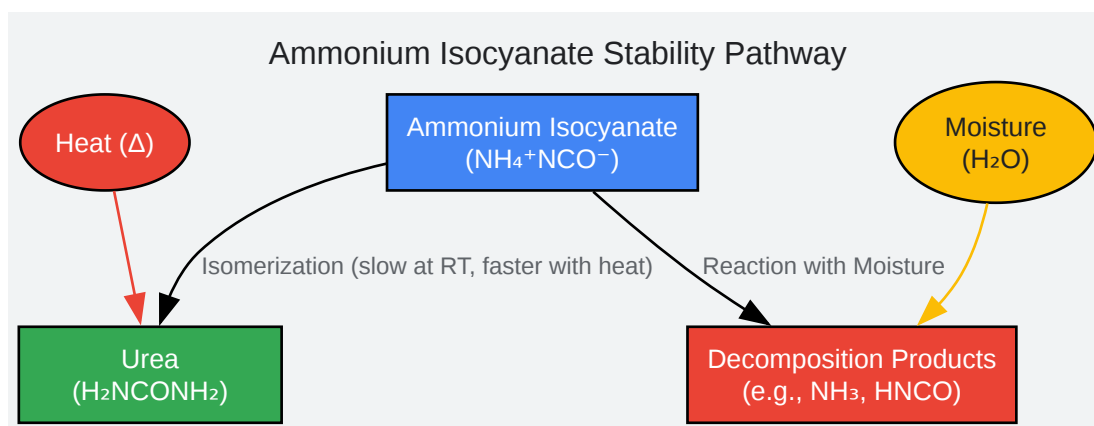 Ammonium Isocyanate Stability Pathway
Heat (Δ)
Ammonium Isocyanate
(NH₄⁺NCO⁻)
Moisture
(H₂O)
Isomerization (slow at RT, faster with heat)
Reaction with Moisture
Urea
(H₂NCONH₂)
Decomposition Products
(e.g., NH₃, HNCO)